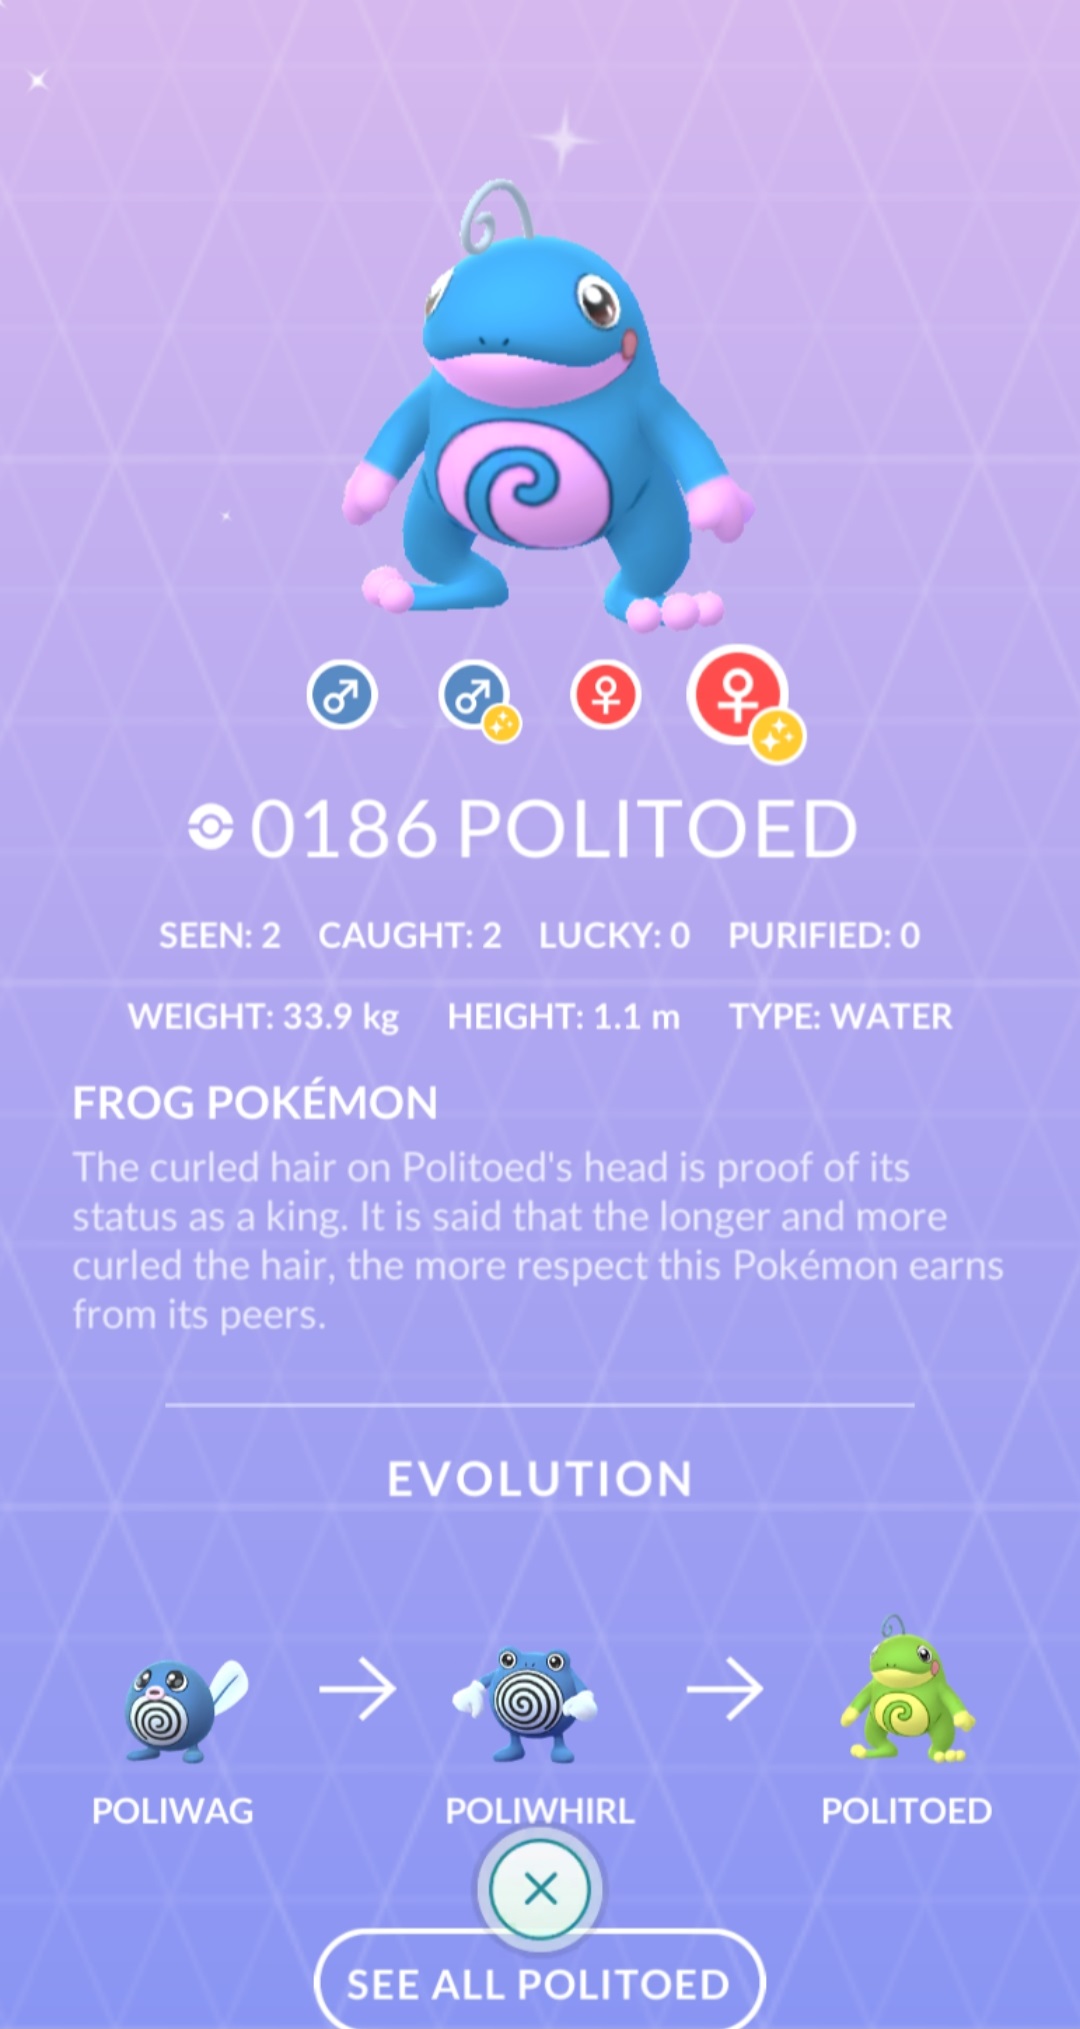 0186 POLITOED
SEEN: 2 CAUGHT: 2 LUCKY: 0 PURIFIED: 0
WEIGHT: 33.9 kg HEIGHT: 1.1 m TYPE: WATER
FROG POKÉMON
The curled hair on Politoed's head is proof of its
status as a king. It is said that the longer and more
curled the hair, the more respect this Pokémon earns
from its peers.
EVOLUTION
POLIWAG POLIWHIRL POLITOED
SEE ALL POLITOED